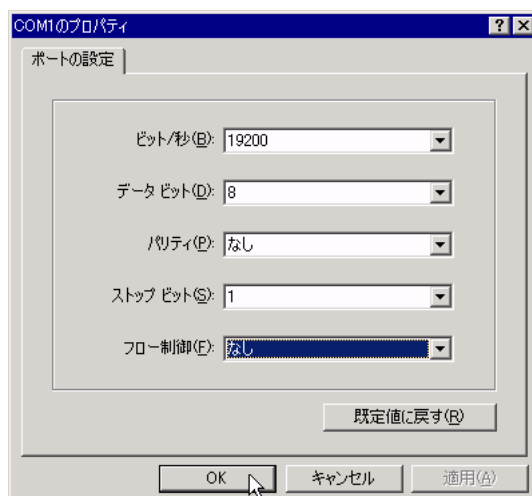 COM1のプロパティ
ポートの設定
ビット/秒(B): 19200
データ ビット(D): 8
パリティ(P): なし
ストップ ビット(S): 1
フロー制御(F): なし
既定値に戻す(R)
OK キャンセル 適用(A)